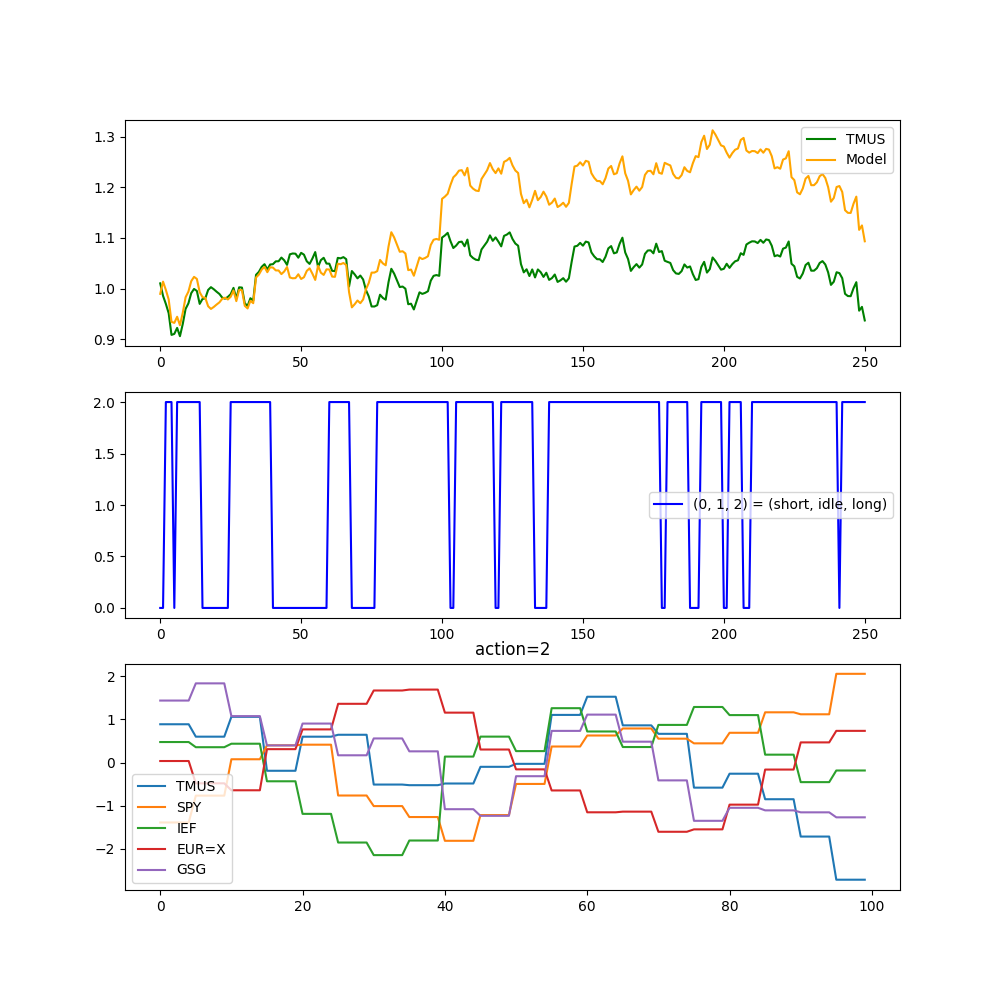 1.3
1.2
1.1
1.0
0.9
TMUS
Model
0 50 100 150 200 250
2.0
1.5
1.0
0.5
0.0
(0, 1, 2) = (short, idle, long)
0 50 100 150 200 250
action=2
2
1
0
−1
−2
TMUS
SPY
IEF
EUR=X
GSG
0 20 40 60 80 100